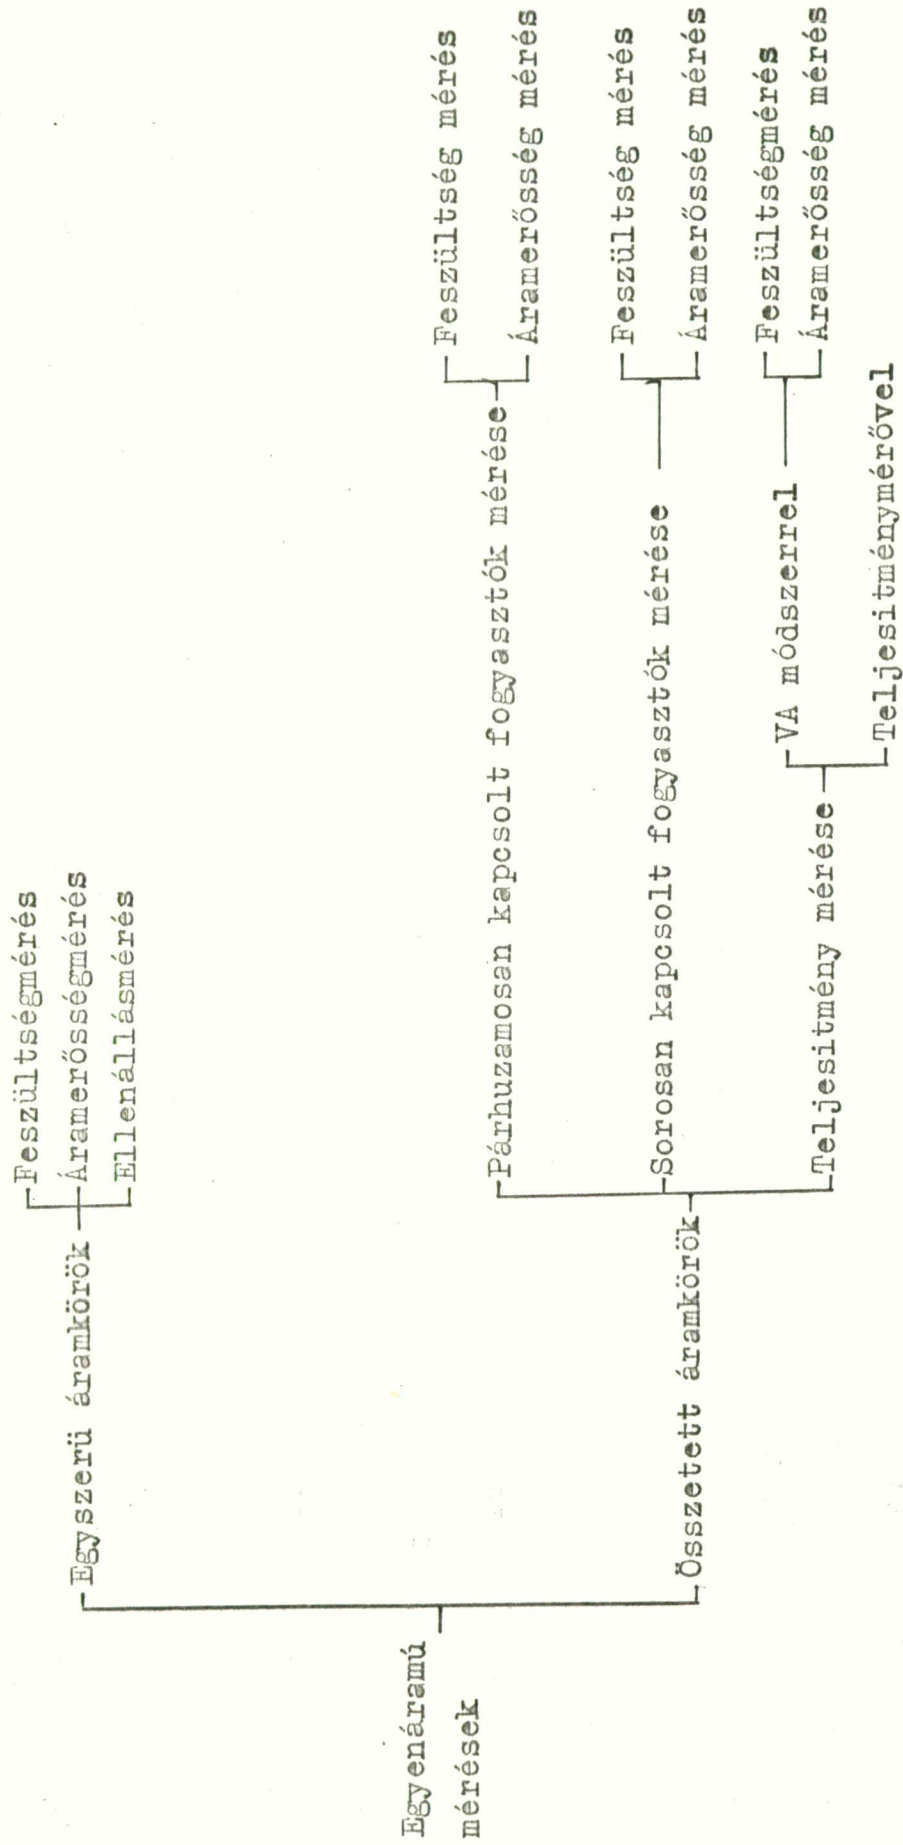 Egyenáramú
mérések
Egyszerü áramkörök
Feszültségmérés
Áramerősségmérés
Ellenállásmérés
Összetett áramkörök
Párhuzamosan kapcsolt fogyasztók mérése
Feszültség mérés
Áramerősség mérés
Sorosan kapcsolt fogyasztók mérése
Feszültség mérés
Áramerősség mérés
Teljesitmény mérése
VA módszerrel
Feszültségmérés
Áramerősség mérés
Teljesitménymérővel